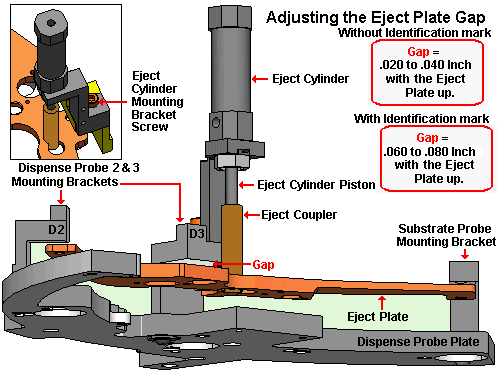 Adjusting the Eject Plate Gap
Without Identification mark
Gap =
.020 to .040 Inch
with the Eject
Plate up.
With Identification mark
Gap =
.060 to .080 Inch
with the Eject
Plate up.
Eject
Cylinder
Mounting
Bracket
Screw
Eject Cylinder
Dispense Probe 2 & 3
Mounting Brackets
Eject Cylinder Piston
Eject Coupler
D2
D3
Substrate Probe
Mounting Bracket
Gap
Eject Plate
Dispense Probe Plate